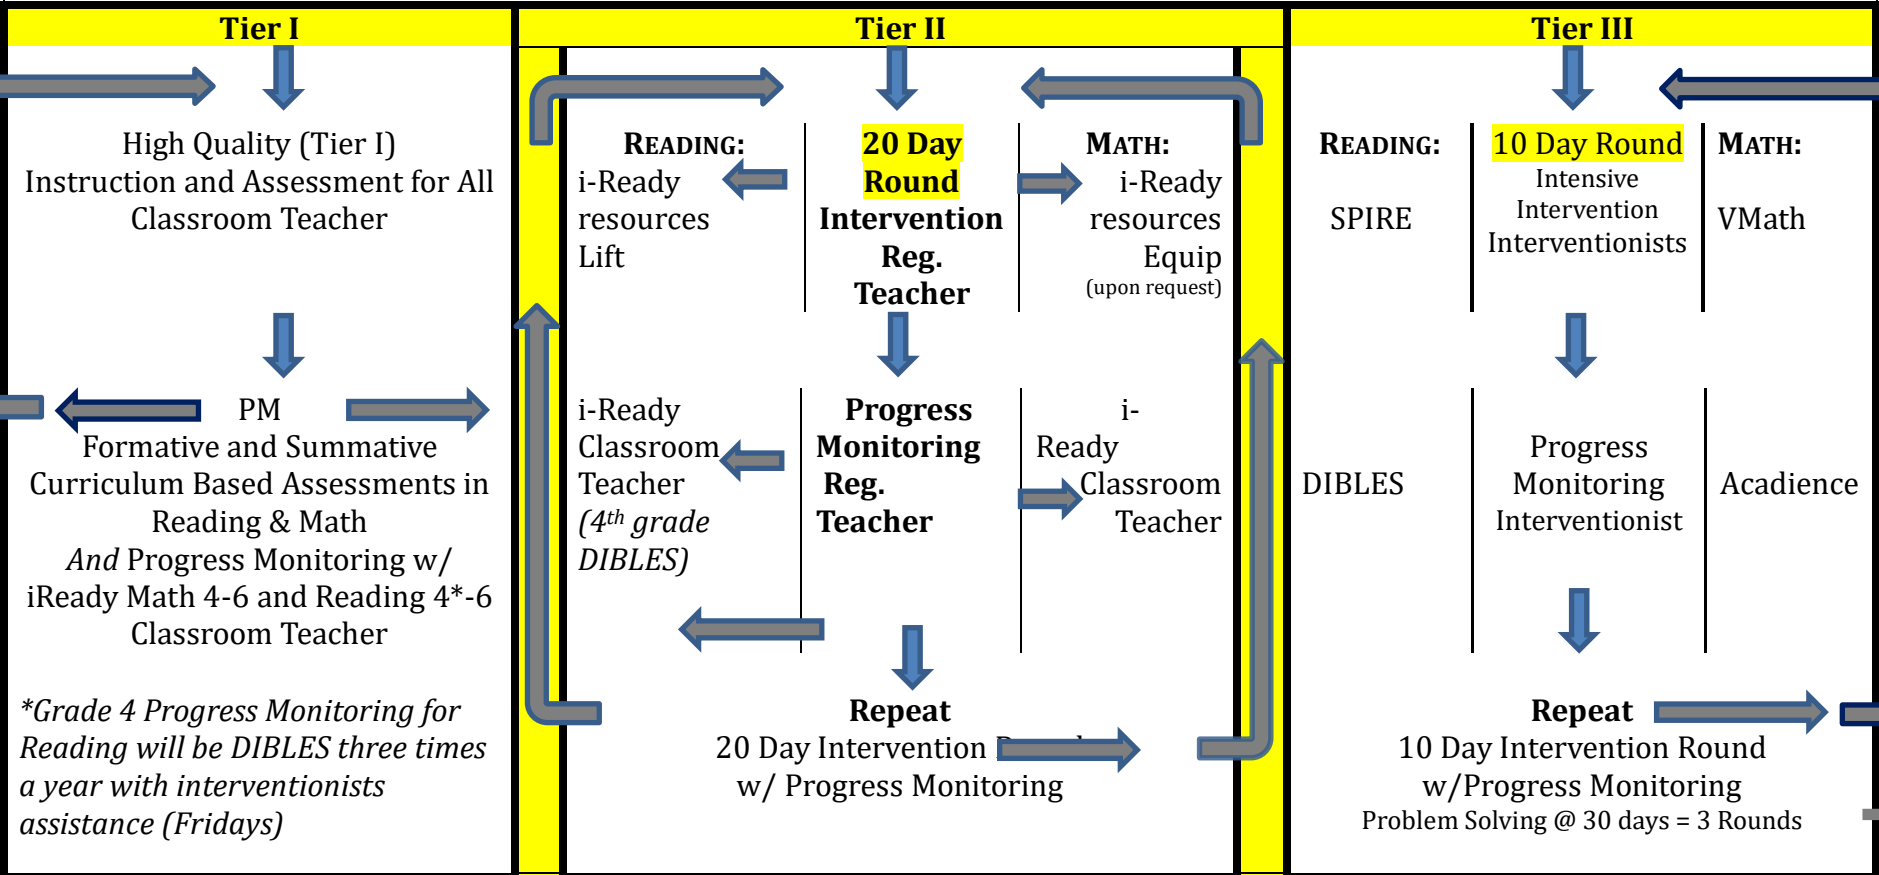 Tier I
High Quality (Tier I)
Instruction and Assessment for All
Classroom Teacher
PM
Formative and Summative
Curriculum Based Assessments in
Reading & Math
And Progress Monitoring w/
iReady Math 4-6 and Reading 4*-6
Classroom Teacher
*Grade 4 Progress Monitoring for
Reading will be DIBLES three times
a year with interventionists
assistance (Fridays)
Tier II
READING:
i-Ready
resources
Lift
20 Day
Round
Intervention
Reg.
Teacher
MATH:
i-Ready
resources
Equip
(upon request)
i-Ready
Classroom
Teacher
(4th grade
DIBLES)
Progress
Monitoring
Reg.
Teacher
i-
Ready
Classroom
Teacher
Repeat
20 Day Intervention
w/ Progress Monitoring
Tier III
READING:
SPIRE
10 Day Round
Intensive
Intervention
Interventionists
MATH:
VMath
DIBLES
Progress
Monitoring
Interventionist
Acadience
Repeat
10 Day Intervention Round
w/Progress Monitoring
Problem Solving @ 30 days = 3 Rounds